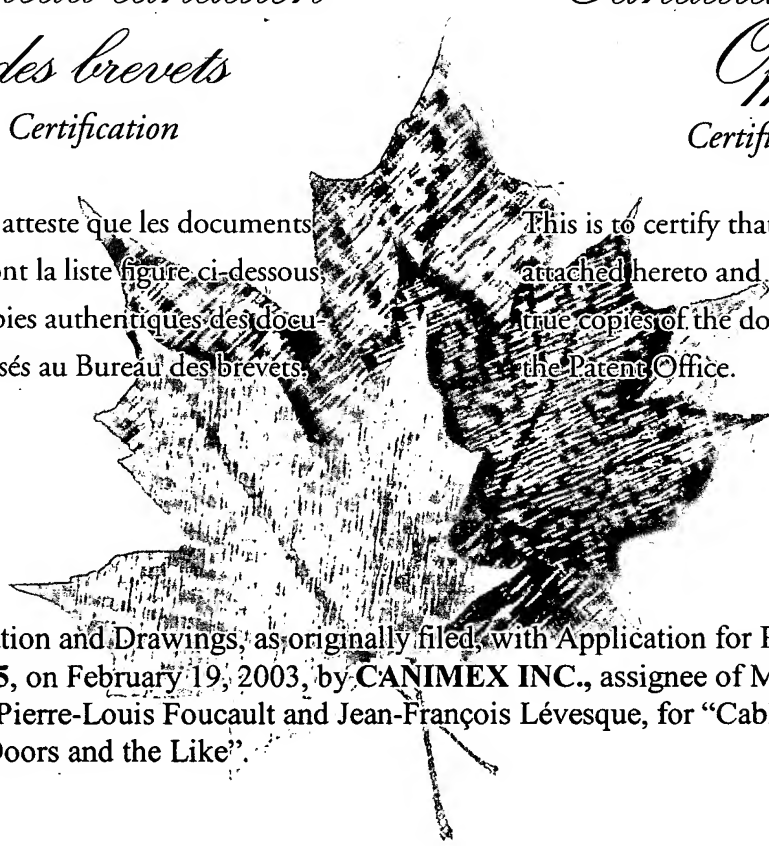 des brevets
Certification
atteste que les documents
ont la liste figure ci-dessous
pies authentiques des docu-
sés au Bureau des brevets.
Certifi
This is to certify that
attached hereto and
true copies of the do
the Patent Office.
tion and Drawings, as originally filed, with Application for P
5, on February 19, 2003, by CANIMEX INC., assignee of M
Pierre-Louis Foucault and Jean-François Lévesque, for “Cab
Doors and the Like”.